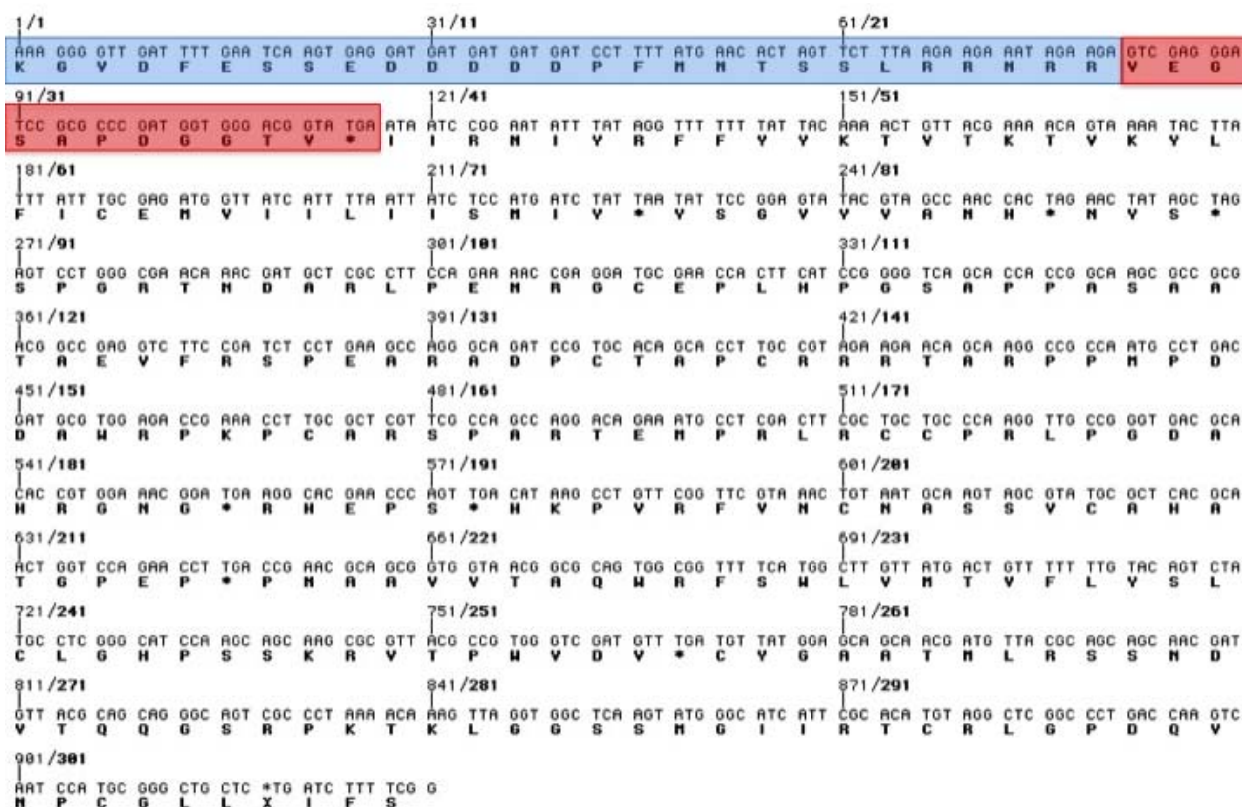 1/1 31/11 61/21
AAA GGG GTT GAT TTT GAA TCA AGT GAG GAT GAT GAT GAT GAT CCT TTT ATG AAC ACT AGT TCT TTA AGA AGA AAT AGA AGA GTC GAG GGA
K G V D F E S S E D D D D D P F M N T S S L R R N R R V E G
91/31 121/41 151/51
TCC GCG CCC GAT GGT GGG ACG GTA TGA ATA ATC CGG AAT ATT TAT AGG TTT TTT TAT TAC AAA ACT GTT ACG AAA ACA GTA AAA TAC TTA
S A P D G G T V * I I R N I Y R F F Y Y K T V T K T V K Y L
181/61 211/71 241/81
TTT ATT TGC GAG ATG GTT ATC ATT TTA ATT ATC TCC ATG ATC TAT TAA TAT TCC GGA GTA TAC GTA GCC AAC CAC TAG AAC TAT AGC TAG
F I C E M V I I L I I S M I Y * Y S G V Y V A N H * N Y S *
271/91 301/101 331/111
AGT CCT GGG CGA ACA AAC GAT GCT CGC CTT CCA GAA AAC CGA GGA TGC GAA CCA CTT CAT CCG GGG TCA GCA CCA CCG GCA AGC GCC GCG
S P G R T N D A R L P E N R G C E P L H P G S A P P A S A A
361/121 391/131 421/141
ACG GCC GAG GTC TTC CGA TCT CCT GAA GCC AGG GCA GAT CCG TGC ACA GCA CCT TGC CGT AGA AGA ACA GCA AGG CCG CCA ATG CCT GAC
T A E V F R S P E A R A D P C T A P C R R R T A R P P M P D
451/151 481/161 511/171
GAT GCG TGG AGA CCG AAA CCT TGC GCT CGT TCG CCA GCC AGG ACA GAA ATG CCT CGA CTT CGC TGC TGC CCA AGG TTG CCG GGT GAC GCA
D A W R P K P C A R S P A R T E M P R L R C C P R L P G D A
541/181 571/191 601/201
CAC CGT GGA AAC GGA TGA AGG CAC GAA CCC AGT TGA CAT AAG CCT GTT CGG TTC GTA AAC TGT AAT GCA AGT AGC GTA TGC GCT CAC GCA
H R G N G * R H E P S * H K P V R F V N C N A S S V C A H A
631/211 661/221 691/231
ACT GGT CCA GAA CCT TGA CCG AAC GCA GCG GTG GTA ACG GCG CAG TGG CGG TTT TCA TGG CTT GTT ATG ACT GTT TTT TTG TAC AGT CTA
T G P E P * P N A A V V T A Q W R F S W L V M T V F L Y S L
721/241 751/251 781/261
TGC CTC GGG CAT CCA AGC AGC AAG CGC GTT ACG CCG TGG GTC GAT GTT TGA TGT TAT GGA GCA GCA ACG ATG TTA CGC AGC AGC AAC GAT
C L G H P S S K R V T P W V D V * C Y G A A T M L R S S N D
811/271 841/281 871/291
GTT ACG CAG CAG GGC AGT CGC CCT AAA ACA AAG TTA GGT GGC TCA AGT ATG GGC ATC ATT CGC ACA TGT AGG CTC GGC CCT GAC CAA GTC
V T Q Q G S R P K T K L G G S S M G I I R T C R L G P D Q V
901/301
AAT CCA TGC GGG CTG CTC *TG ATC TTT TCG G
N P C G L L X I F S